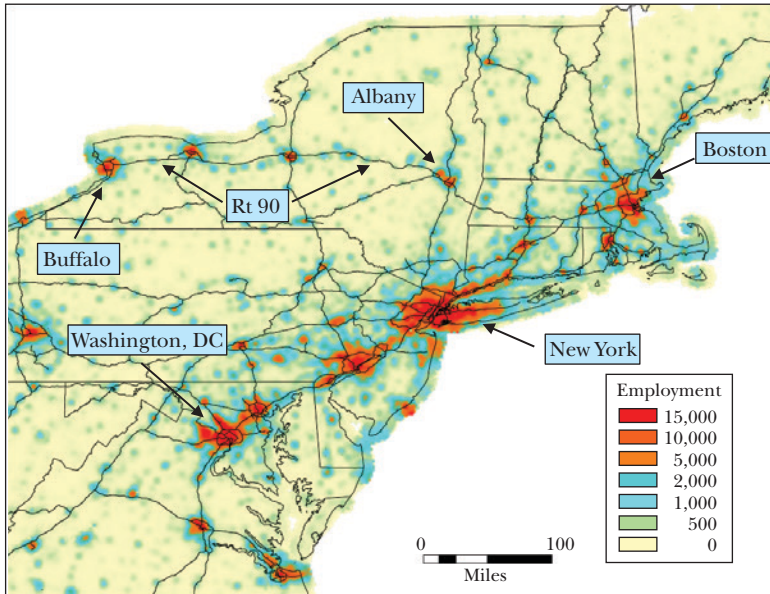 Albany
Boston
Rt 90
Buffalo
Washington, DC
New York
Employment
15,000
10,000
5,000
2,000
1,000
500
0
0 100
Miles